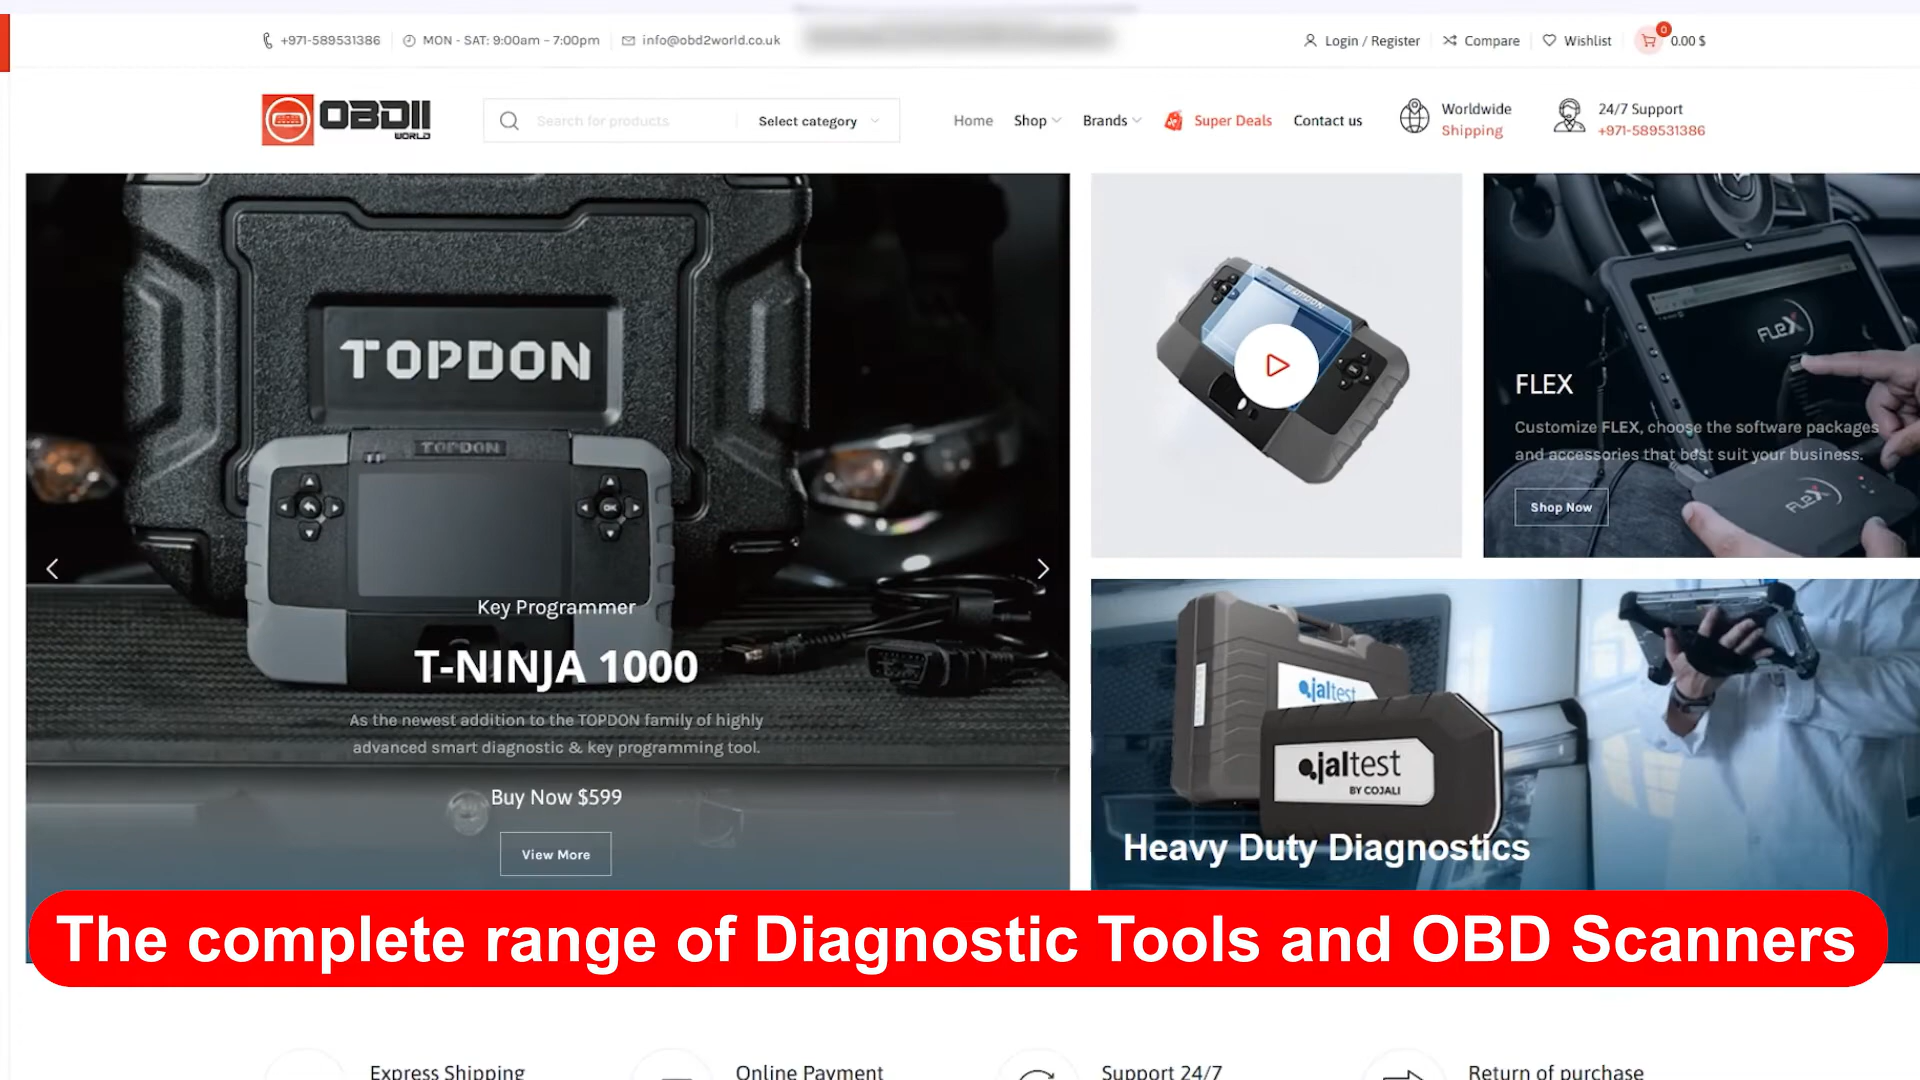 +971-589531386
MON - SAT: 9:00am - 7:00pm
info@obd2world.co.uk
Login / Register
Compare
Wishlist
0
0.00 $
OBDII
WORLD
Search for products
Select category
Home
Shop
Brands
Super Deals
Contact us
Worldwide
Shipping
24/7 Support
+971-589531386
TOPDON
TOPDON
OK
Key Programmer
T-NINJA 1000
As the newest addition to the TOPDON family of highly
advanced smart diagnostic & key programming tool.
Buy Now $599
View More
TOPDON
FLEX
FLEX
Customize FLEX, choose the software packages
and accessories that best suit your business.
FLEX
Shop Now
jaltest
jaltest
BY COJALI
Heavy Duty Diagnostics
The complete range of Diagnostic Tools and OBD Scanners
Express Shipping
Online Payment
Support 24/7
Return of purchase